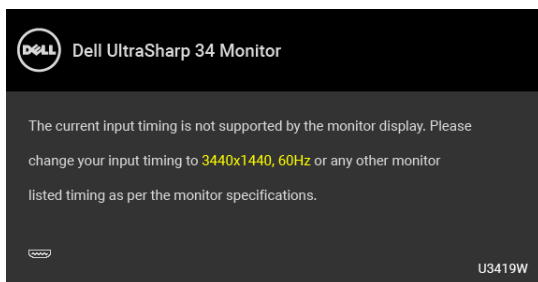 DELL
Dell UltraSharp 34 Monitor
The current input timing is not supported by the monitor display. Please
change your input timing to 3440x1440, 60Hz or any other monitor
listed timing as per the monitor specifications.
U3419W